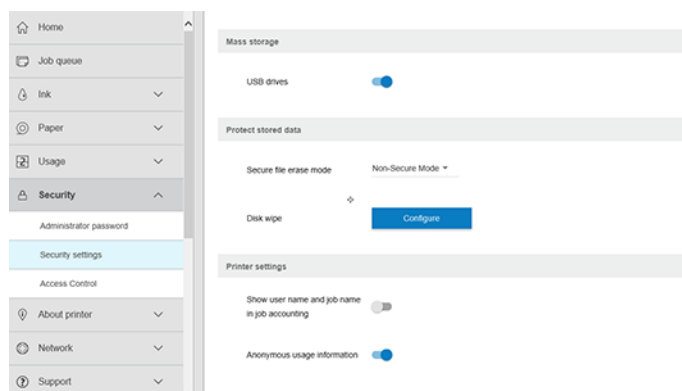 Home
Job queue
Ink
Paper
Usage
Security
Administrator password
Security settings
Access Control
About printer
Network
Support
Mass storage
USB drives
Protect stored data
Secure file erase mode
Non-Secure Mode
Disk wipe
Configure
Printer settings
Show user name and job name
in job accounting
Anonymous usage information